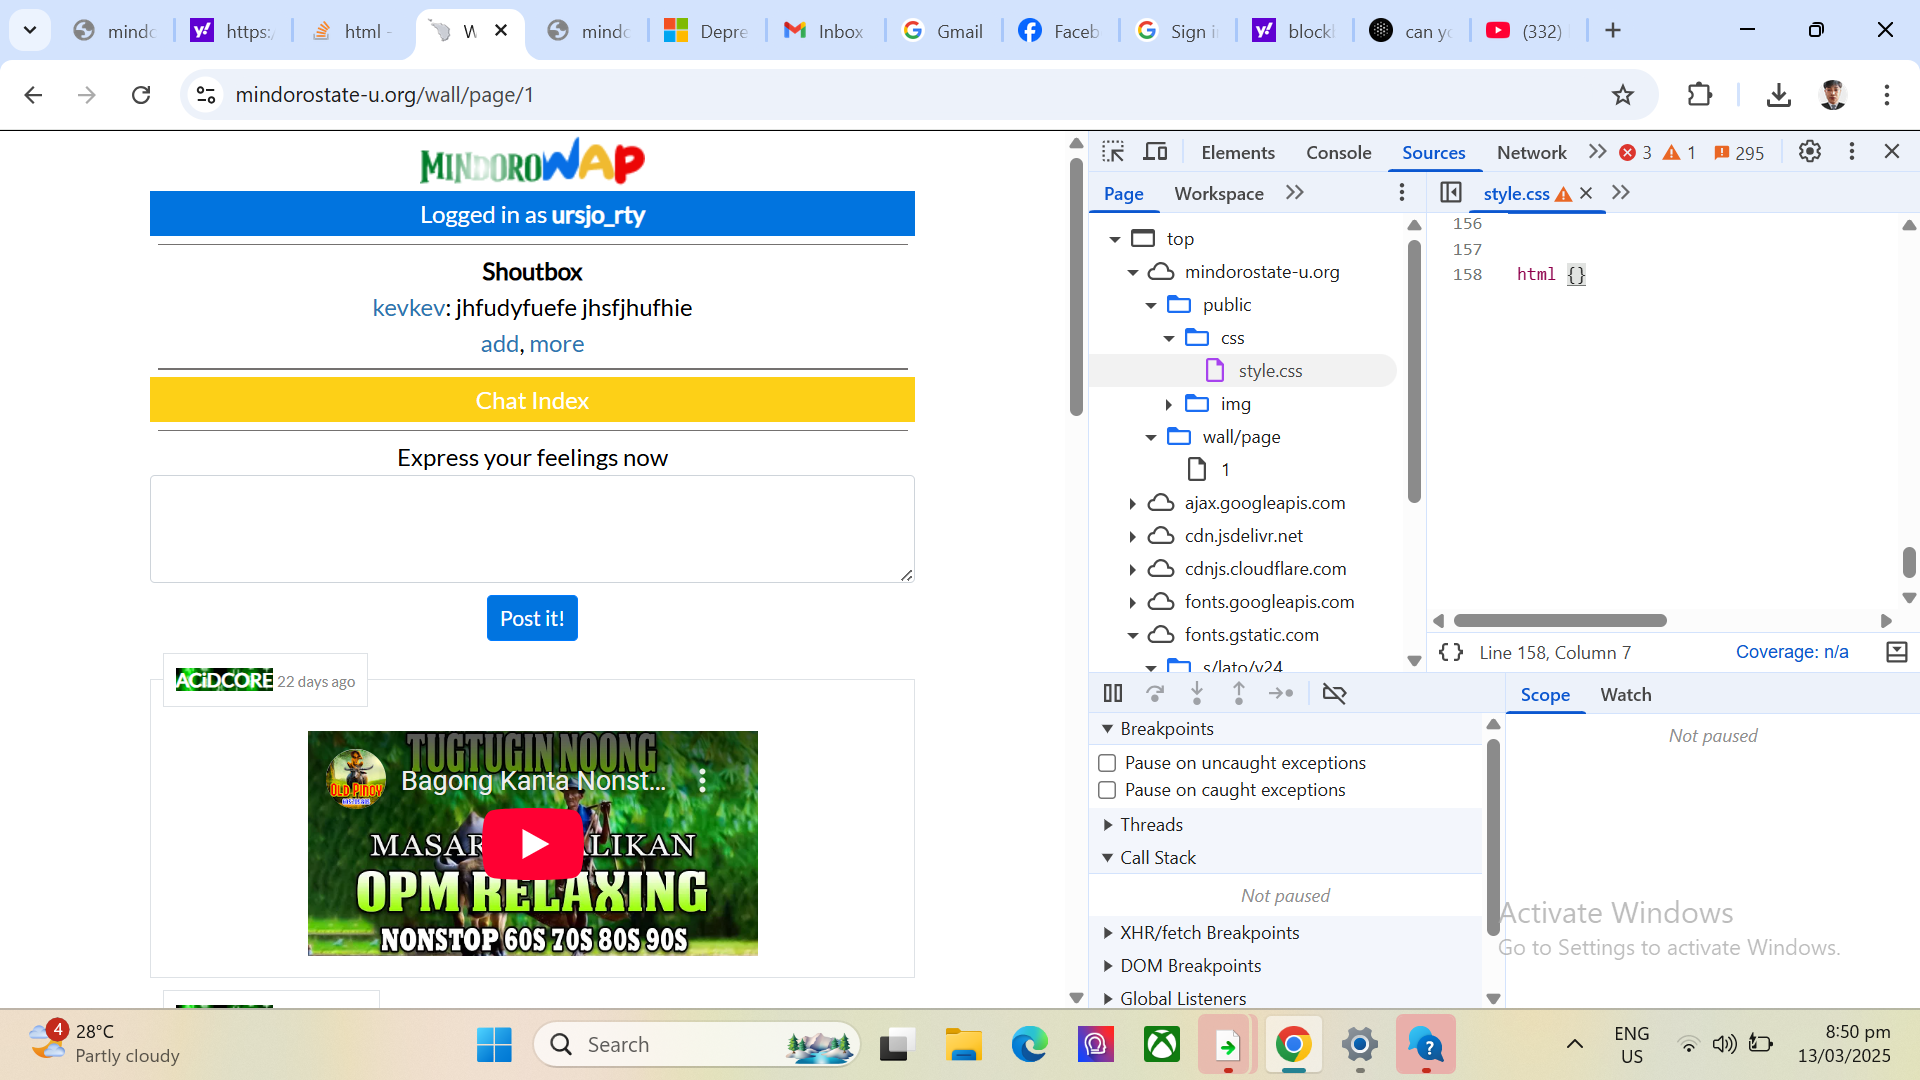 mindo
https:/
html -
W
mindo
Depre
Inbox
Gmail
Faceb
Sign i
blockl
can yo
(332)
mindorostate-u.org/wall/page/1
MINDOROWAP
Logged in as ursjo_rty
Shoutbox
kevkev: jhfudyfuefe jhsfjhufhie
add, more
Chat Index
Express your feelings now
Post it!
ACiDCORE 22 days ago
TUGTUGIN NOONG
Bagong Kanta Nonst...
OLD PINOY
OPM RELAXING
NONSTOP 60S 70S 80S 90S
Elements Console Sources Network 3 1 295
Page Workspace
style.css
top
mindorostate-u.org
public
css
style.css
img
wall/page
1
ajax.googleapis.com
cdn.jsdelivr.net
cdnjs.cloudflare.com
fonts.googleapis.com
fonts.gstatic.com
s/lato/v24
156
157
158 html {}
{} Line 158, Column 7 Coverage: n/a
Breakpoints
Pause on uncaught exceptions
Pause on caught exceptions
Threads
Call Stack
Not paused
XHR/fetch Breakpoints
DOM Breakpoints
Global Listeners
Scope Watch
Not paused
Activate Windows
Go to Settings to activate Windows.
4
28°C
Partly cloudy
Search
ENG
US
8:50 pm
13/03/2025